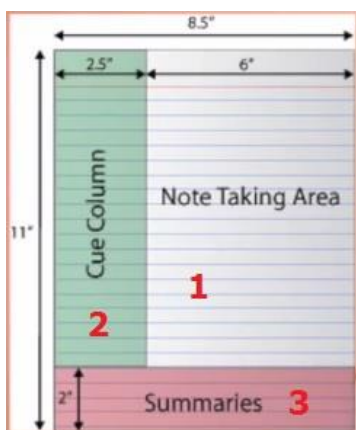 8.5"
2.5" 6"
11"
Cue Column
Note Taking Area
1
2
2"
Summaries 3